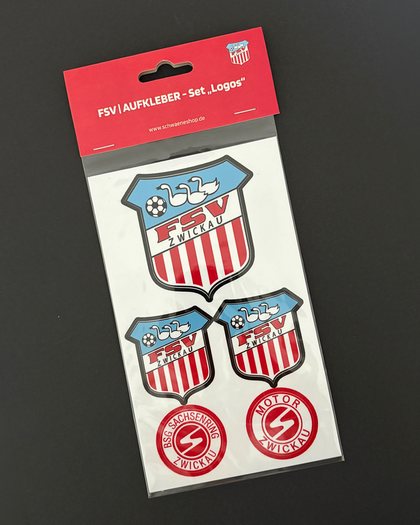 FSV | AUFKLEBER - Set „Logos“
www.schwaeneshop.de
FSV
ZWICKAU
FSV
ZWICKAU
FSV
ZWICKAU
BSG SACHSENRING
ZWICKAU
MOTOR
ZWICKAU